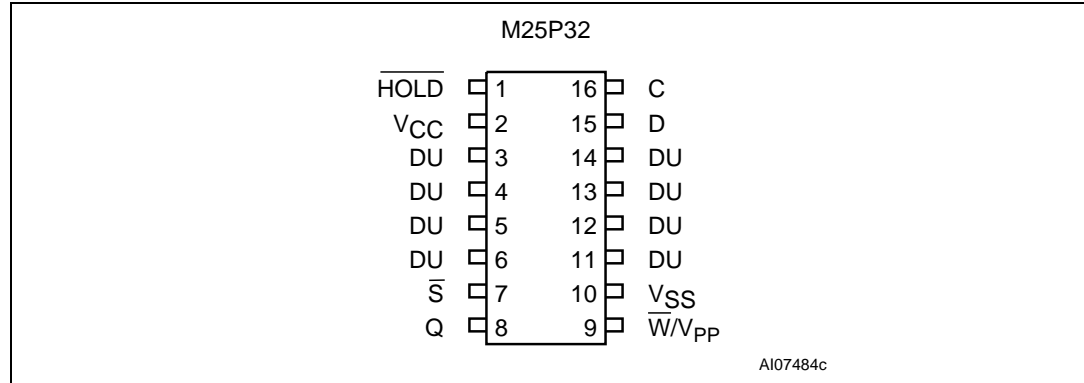 M25P32
H̅O̅L̅D̅ 1 16 C
VCC 2 15 D
DU 3 14 DU
DU 4 13 DU
DU 5 12 DU
DU 6 11 DU
S̅ 7 10 VSS
Q 8 9 W̅/VPP
AI07484c